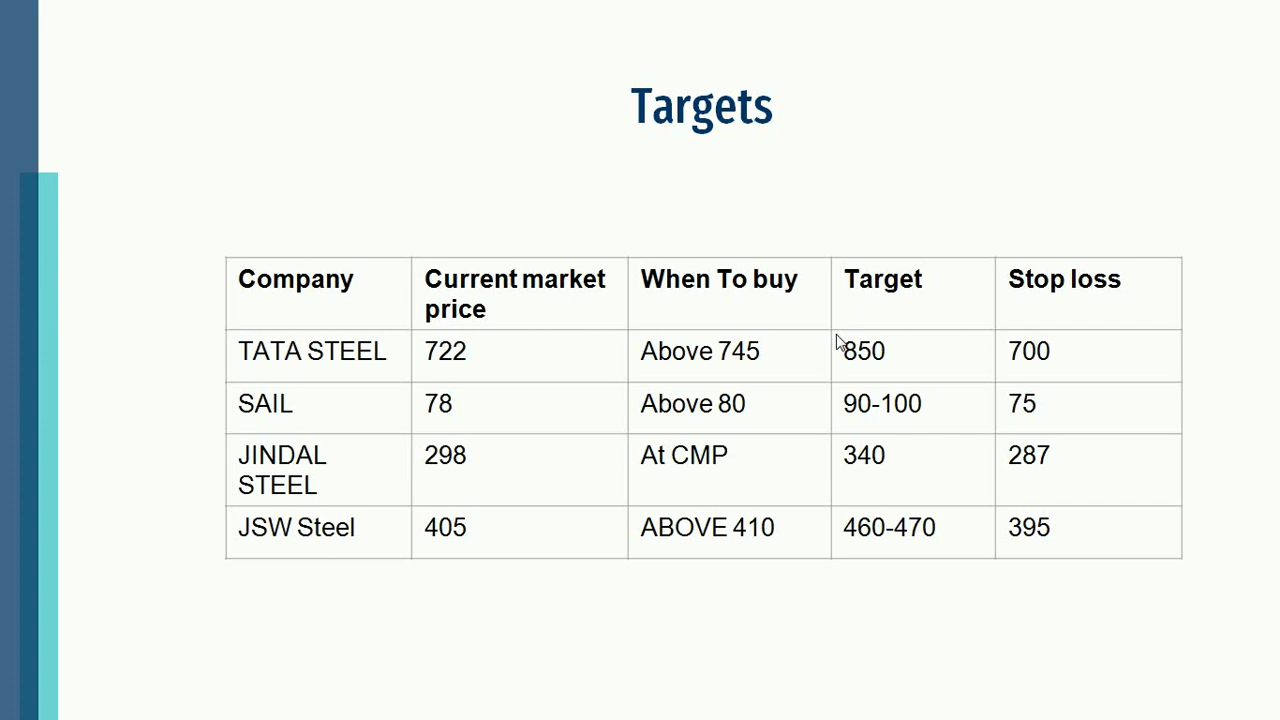 Targets
Company Current market price When To buy Target Stop loss
TATA STEEL 722 Above 745 850 700
SAIL 78 Above 80 90-100 75
JINDAL STEEL 298 At CMP 340 287
JSW Steel 405 ABOVE 410 460-470 395